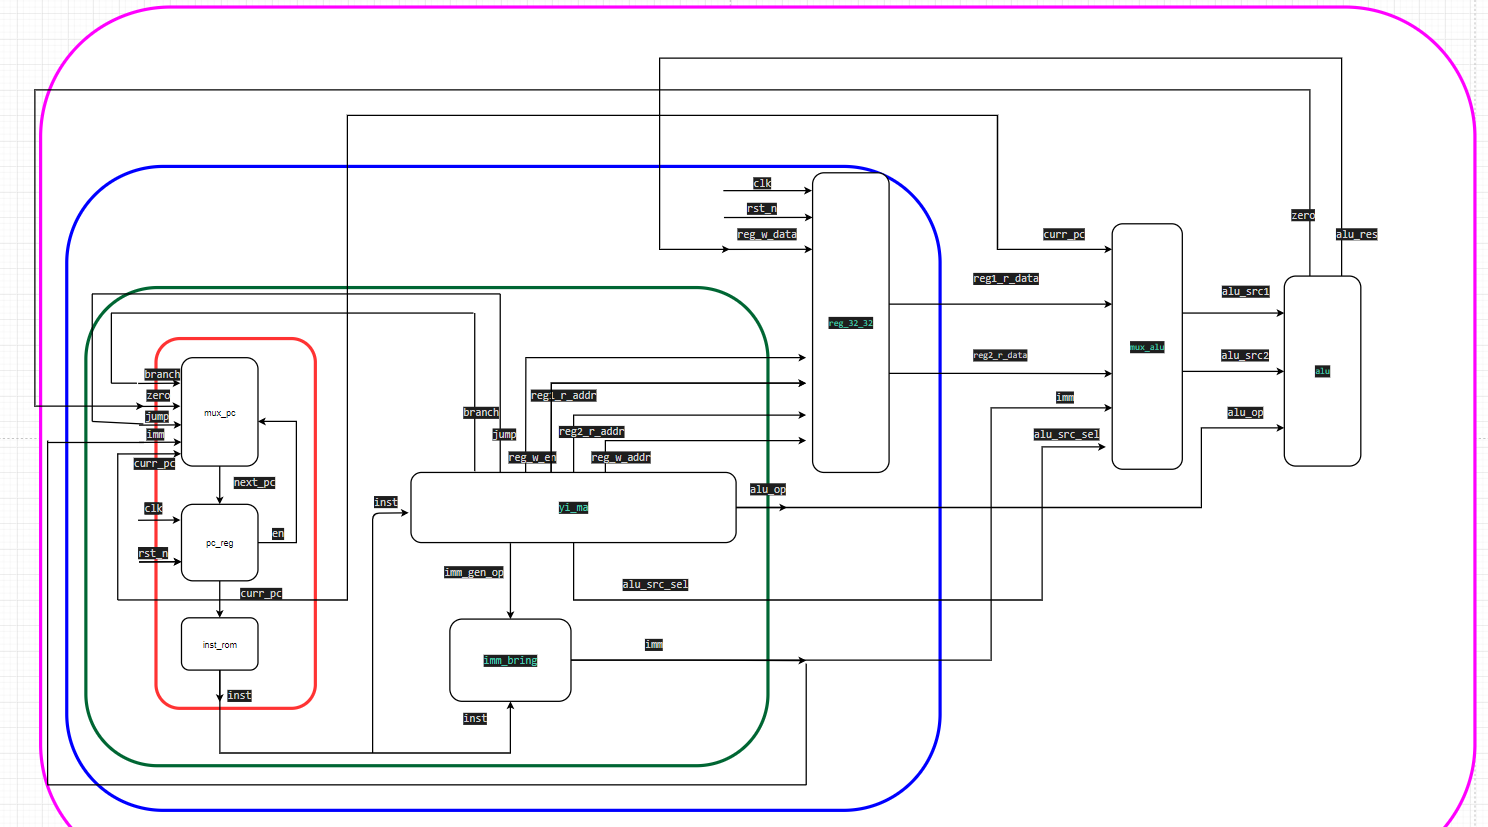 clk
rst_n
reg_w_data
zero
alu_res
curr_pc
reg1_r_data
alu_src1
reg_32_32
mux_alu
reg2_r_data
alu_src2
alu
branch
zero
mux_pc
jump
imm
curr_pc
next_pc
clk
en
rst_n
pc_reg
curr_pc
inst_rom
inst
reg1_r_addr
branch
reg2_r_addr
jump
reg_w_en
reg_w_addr
imm
alu_op
alu_src_sel
alu_op
inst
yi_ma
imm_gen_op
alu_src_sel
imm
imm_bring
inst